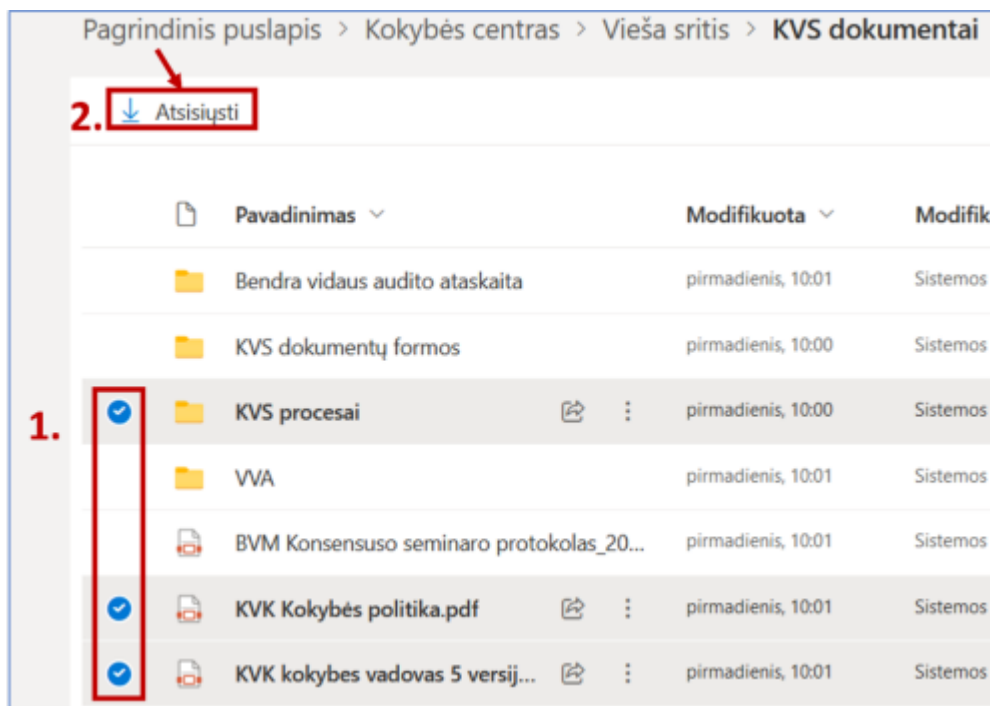 Pagrindinis puslapis > Kokybės centras > Vieša sritis > KVS dokumentai
2. Atsisiųsti
Pavadinimas Modifikuota Modifik
Bendra vidaus audito ataskaita pirmadienis, 10:01 Sistemos
KVS dokumentų formos pirmadienis, 10:00 Sistemos
1. KVS procesai pirmadienis, 10:00 Sistemos
VVA pirmadienis, 10:01 Sistemos
BVM Konsensuso seminaro protokolas_20... pirmadienis, 10:01 Sistemos
KVK Kokybės politika.pdf pirmadienis, 10:01 Sistemos
KVK kokybes vadovas 5 versij... pirmadienis, 10:01 Sistemos